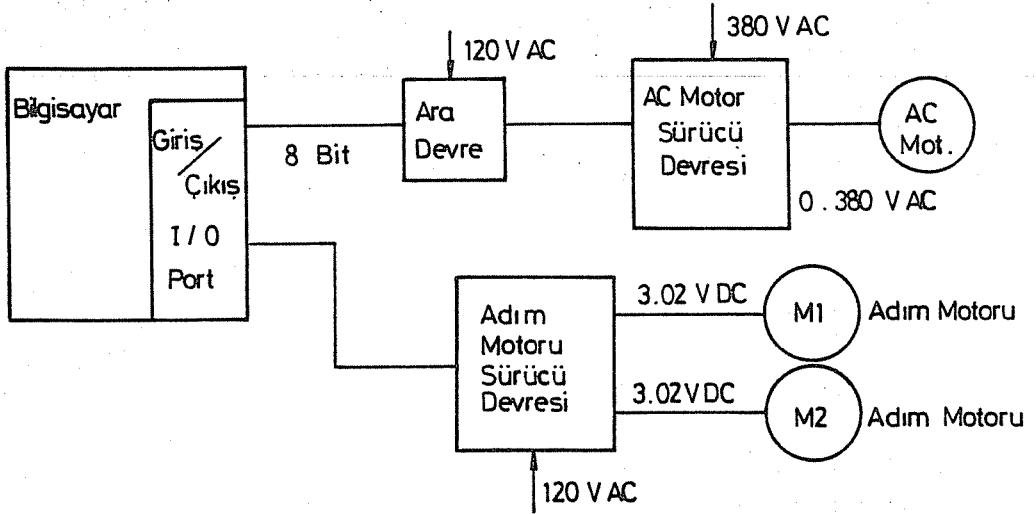 Bilgisayar
Giriş/
Çıkış
I/O
Port
8 Bit
120 V AC
Ara
Devre
380 V AC
AC Motor
Sürücü
Devresi
AC
Mot.
0.380 V AC
Adım
Motoru
Sürücü
Devresi
120 V AC
3.02 V DC
M1
Adım Motoru
3.02 V DC
M2
Adım Motoru